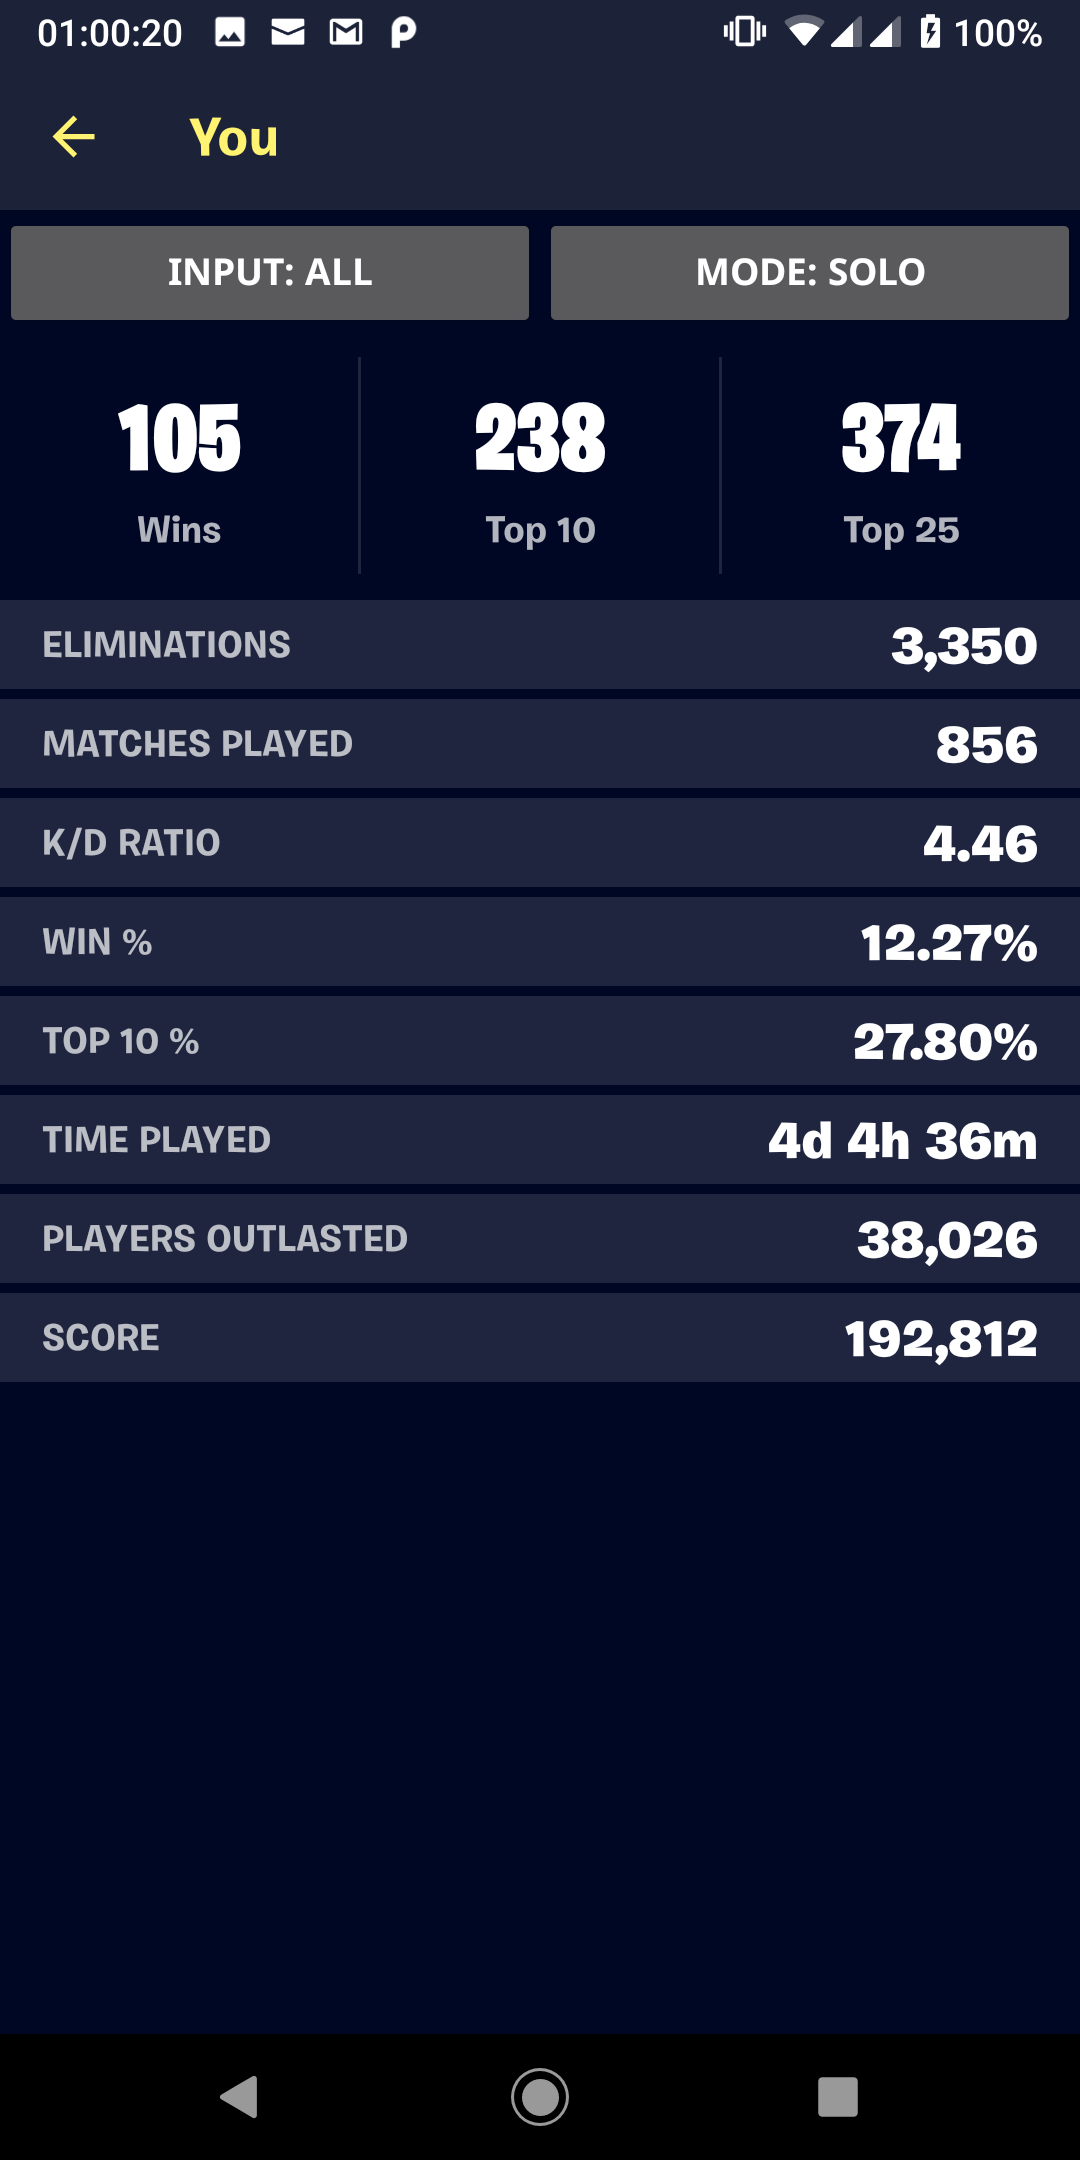 01:00:20 100%
You
INPUT: ALL MODE: SOLO
105 238 374
Wins Top 10 Top 25
ELIMINATIONS 3,350
MATCHES PLAYED 856
K/D RATIO 4.46
WIN % 12.27%
TOP 10 % 27.80%
TIME PLAYED 4d 4h 36m
PLAYERS OUTLASTED 38,026
SCORE 192,812